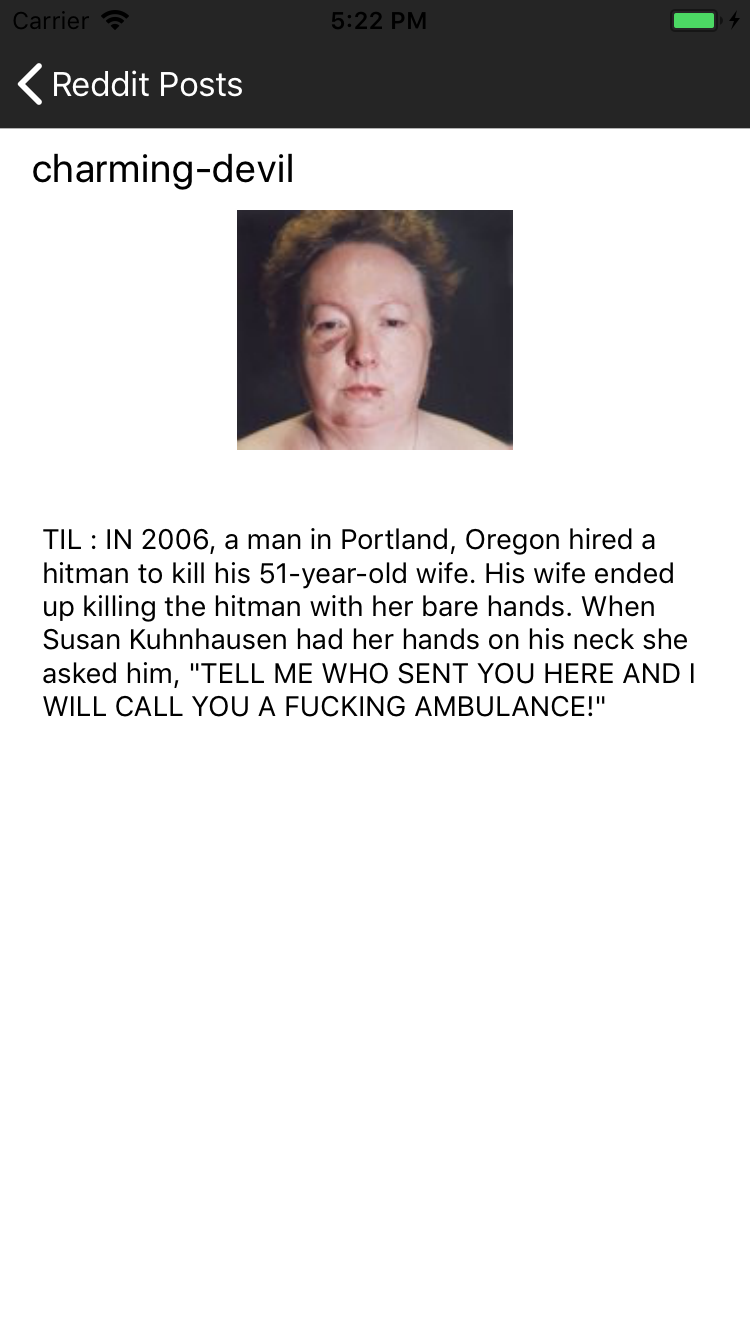 Carrier 5:22 PM
Reddit Posts
charming-devil
TIL : IN 2006, a man in Portland, Oregon hired a
hitman to kill his 51-year-old wife. His wife ended
up killing the hitman with her bare hands. When
Susan Kuhnhausen had her hands on his neck she
asked him, "TELL ME WHO SENT YOU HERE AND I
WILL CALL YOU A FUCKING AMBULANCE!"